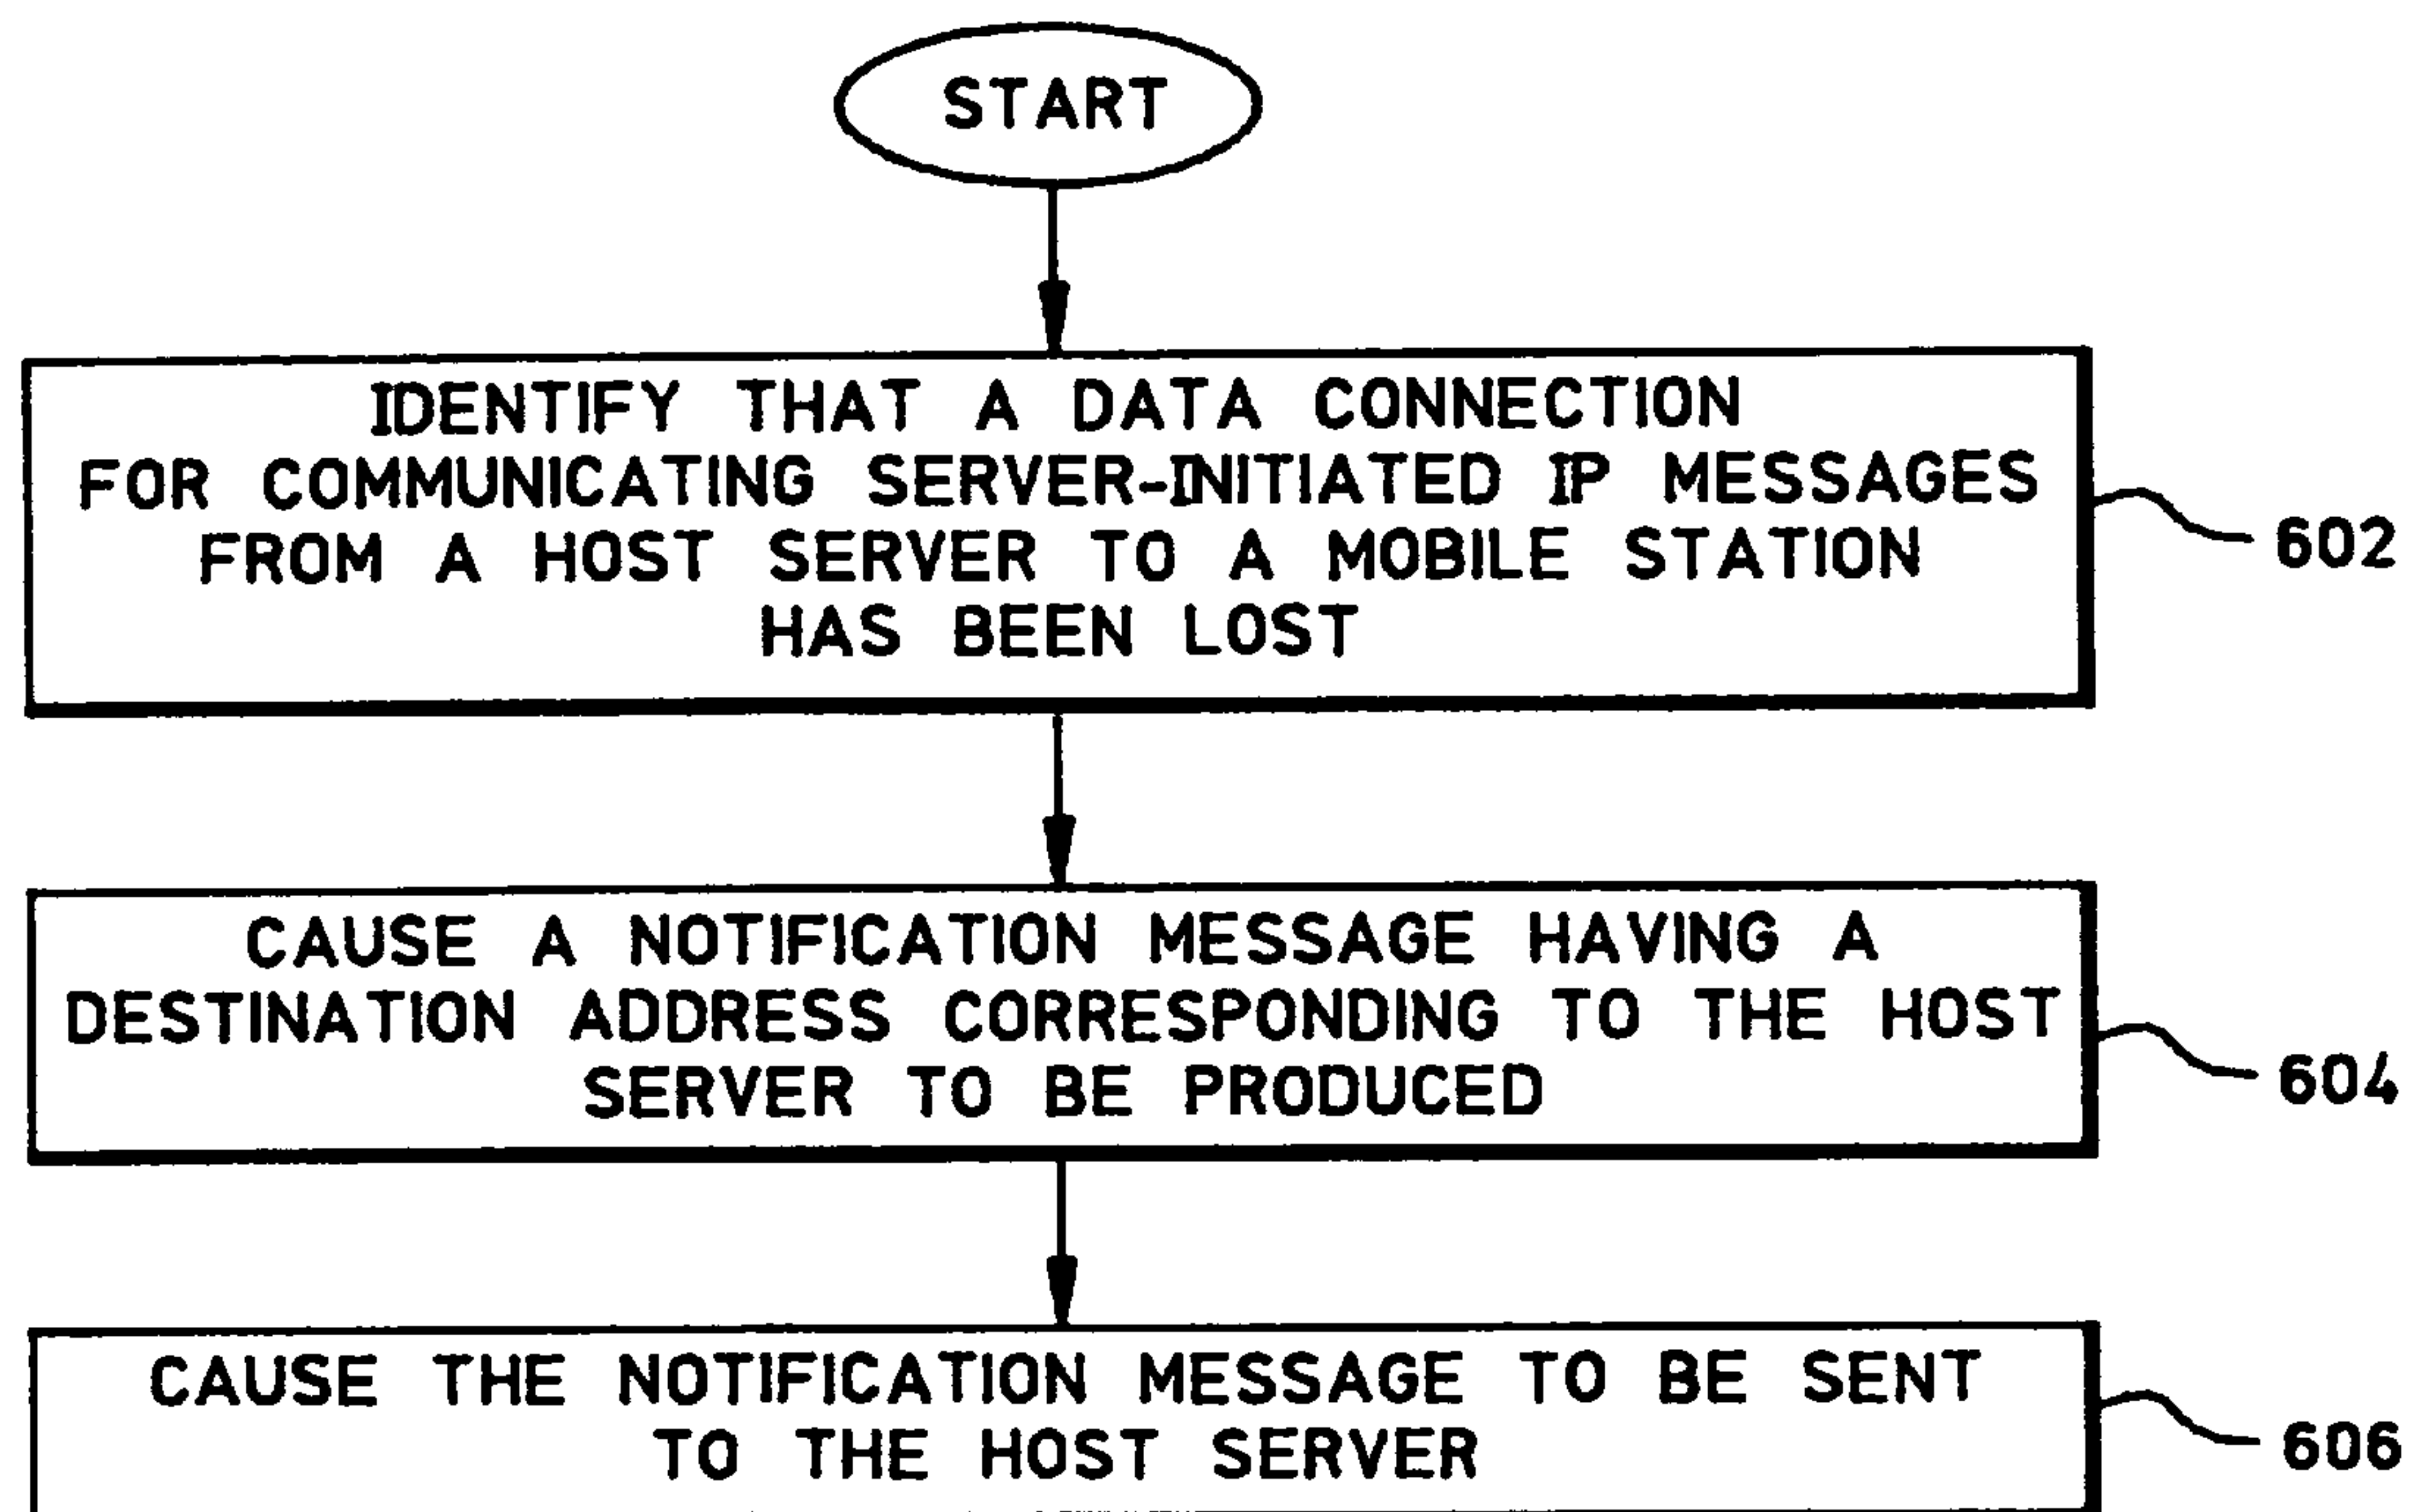 START
IDENTIFY THAT A DATA CONNECTION
FOR COMMUNICATING SERVER-INITIATED IP MESSAGES
FROM A HOST SERVER TO A MOBILE STATION
HAS BEEN LOST
602
CAUSE A NOTIFICATION MESSAGE HAVING A
DESTINATION ADDRESS CORRESPONDING TO THE HOST
SERVER TO BE PRODUCED
604
CAUSE THE NOTIFICATION MESSAGE TO BE SENT
TO THE HOST SERVER
606